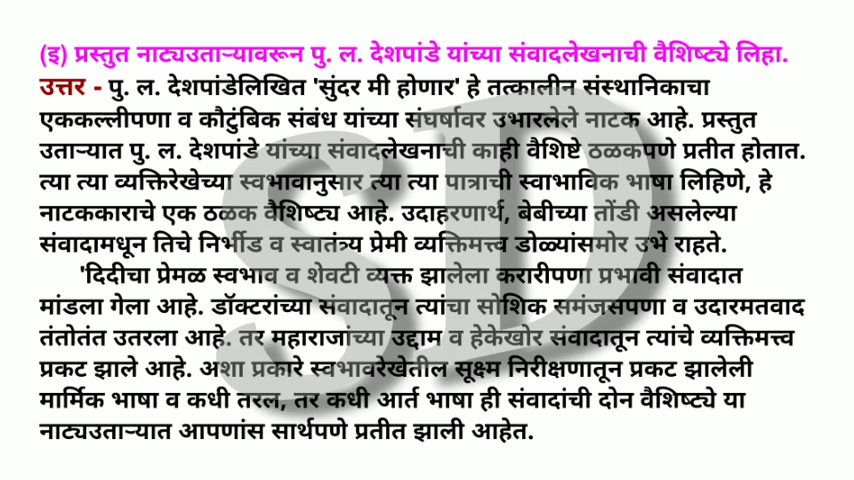 (इ) प्रस्तुत नाट्यउताऱ्यावरून पु. ल. देशपांडे यांच्या संवादलेखनाची वैशिष्ट्ये लिहा.
उत्तर - पु. ल. देशपांडेलिखित 'सुंदर मी होणार' हे तत्कालीन संस्थानिकाचा
एककल्लीपणा व कौटुंबिक संबंध यांच्या संघर्षावर उभारलेले नाटक आहे. प्रस्तुत
उताऱ्यात पु. ल. देशपांडे यांच्या संवादलेखनाची काही वैशिष्टे ठळकपणे प्रतीत होतात.
त्या त्या व्यक्तिरेखेच्या स्वभावानुसार त्या त्या पात्राची स्वाभाविक भाषा लिहिणे, हे
नाटककाराचे एक ठळक वैशिष्ट्य आहे. उदाहरणार्थ, बेबीच्या तोंडी असलेल्या
संवादामधून तिचे निर्भीड व स्वातंत्र्य प्रेमी व्यक्तिमत्त्व डोळ्यांसमोर उभे राहते.
'दिदीचा प्रेमळ स्वभाव व शेवटी व्यक्त झालेला करारीपणा प्रभावी संवादात
मांडला गेला आहे. डॉक्टरांच्या संवादातून त्यांचा सोशिक समंजसपणा व उदारमतवाद
तंतोतंत उतरला आहे. तर महाराजांच्या उद्दाम व हेकेखोर संवादातून त्यांचे व्यक्तिमत्त्व
प्रकट झाले आहे. अशा प्रकारे स्वभावरेखेतील सूक्ष्म निरीक्षणातून प्रकट झालेली
मार्मिक भाषा व कधी तरल, तर कधी आर्त भाषा ही संवादांची दोन वैशिष्ट्ये या
नाट्यउताऱ्यात आपणांस सार्थपणे प्रतीत झाली आहेत.
SD